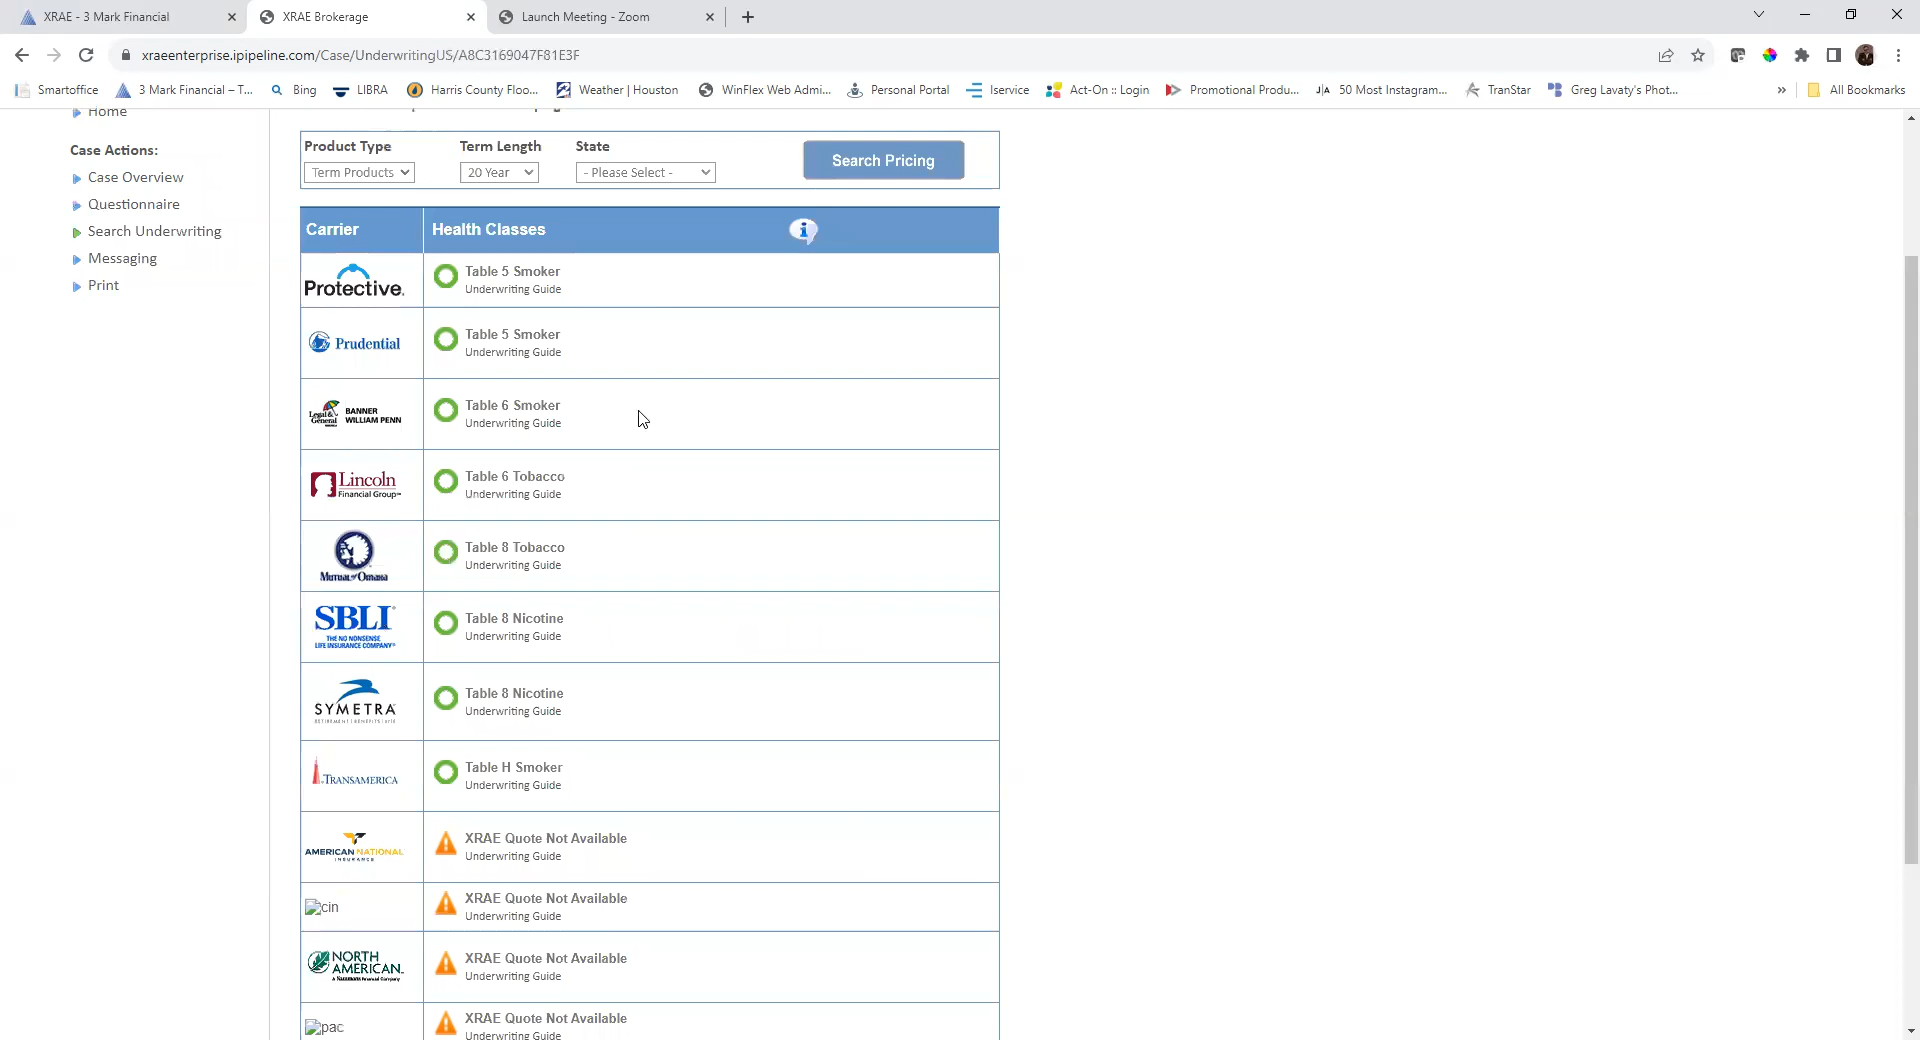 XRAE - 3 Mark Financial
XRAE Brokerage
Launch Meeting - Zoom
xraeenterprise.ipipeline.com/Case/UnderwritingUS/A8C3169047F81E3F
Smartoffice
3 Mark Financial – T...
Bing
LIBRA
Harris County Floo...
Weather | Houston
WinFlex Web Admi...
Personal Portal
Iservice
Act-On :: Login
Promotional Produ...
50 Most Instagram...
TranStar
Greg Lavaty's Phot...
»
All Bookmarks
Home
Case Actions:
Case Overview
Questionnaire
Search Underwriting
Messaging
Print
Product Type
Term Length
State
Term Products
20 Year
- Please Select -
Search Pricing
Carrier
Health Classes
Protective.
Table 5 Smoker
Underwriting Guide
Prudential
Table 5 Smoker
Underwriting Guide
Legal &
General
BANNER
WILLIAM PENN
Table 6 Smoker
Underwriting Guide
Lincoln
Financial Group
Table 6 Tobacco
Underwriting Guide
Mutual of Omaha
Table 8 Tobacco
Underwriting Guide
SBLI
THE NO NONSENSE
LIFE INSURANCE COMPANY
Table 8 Nicotine
Underwriting Guide
SYMETRA
RETIREMENT | BENEFITS | LIFE
Table 8 Nicotine
Underwriting Guide
TRANSAMERICA
Table H Smoker
Underwriting Guide
AMERICAN NATIONAL
INSURANCE
XRAE Quote Not Available
Underwriting Guide
cin
XRAE Quote Not Available
Underwriting Guide
NORTH
AMERICAN.
XRAE Quote Not Available
Underwriting Guide
pac
XRAE Quote Not Available
Underwriting Guide